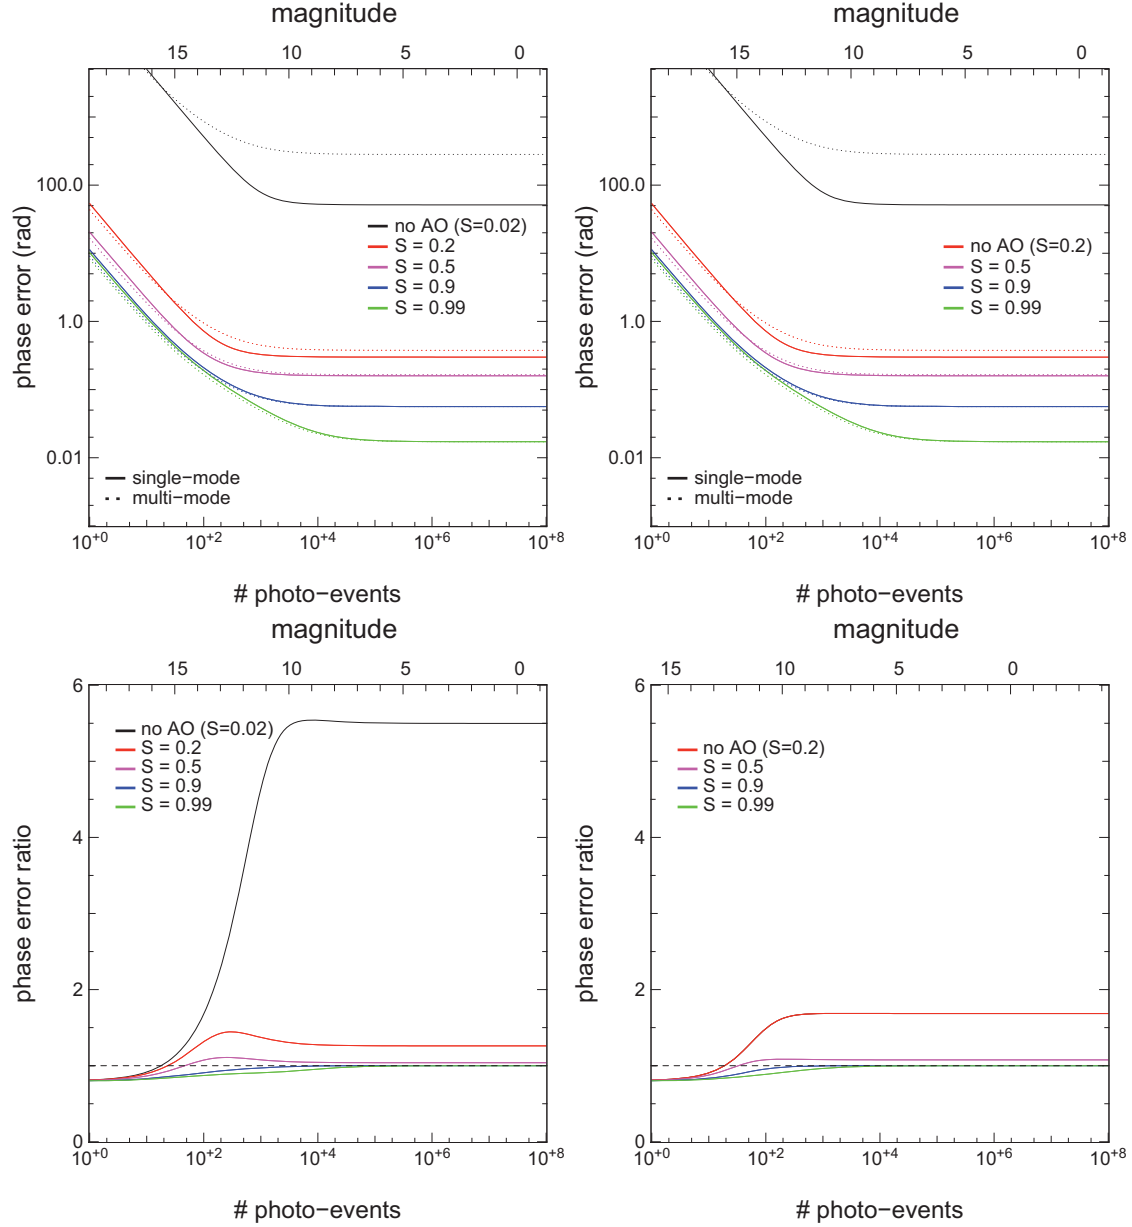 magnitude
15 10 5 0
phase error (rad)
100.0
1.0
0.01
no AO (S=0.02)
S = 0.2
S = 0.5
S = 0.9
S = 0.99
single−mode
multi−mode
10+0 10+2 10+4 10+6 10+8
# photo−events
magnitude
15 10 5 0
phase error (rad)
100.0
1.0
0.01
no AO (S=0.2)
S = 0.5
S = 0.9
S = 0.99
single−mode
multi−mode
10+0 10+2 10+4 10+6 10+8
# photo−events
magnitude
15 10 5 0
phase error ratio
6
4
2
0
no AO (S=0.02)
S = 0.2
S = 0.5
S = 0.9
S = 0.99
10+0 10+2 10+4 10+6 10+8
# photo−events
magnitude
15 10 5 0
phase error ratio
6
4
2
0
no AO (S=0.2)
S = 0.5
S = 0.9
S = 0.99
10+0 10+2 10+4 10+6 10+8
# photo−events